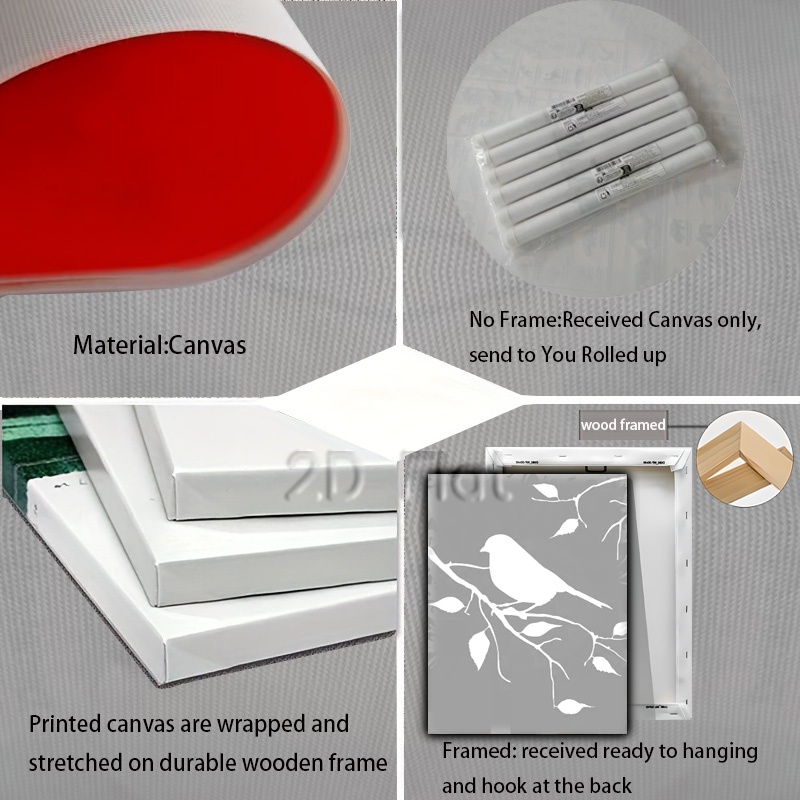 Material:Canvas
No Frame:Received Canvas only,
send to You Rolled up
wood framed
2D Flat
Printed canvas are wrapped and
stretched on durable wooden frame
Framed: received ready to hanging
and hook at the back